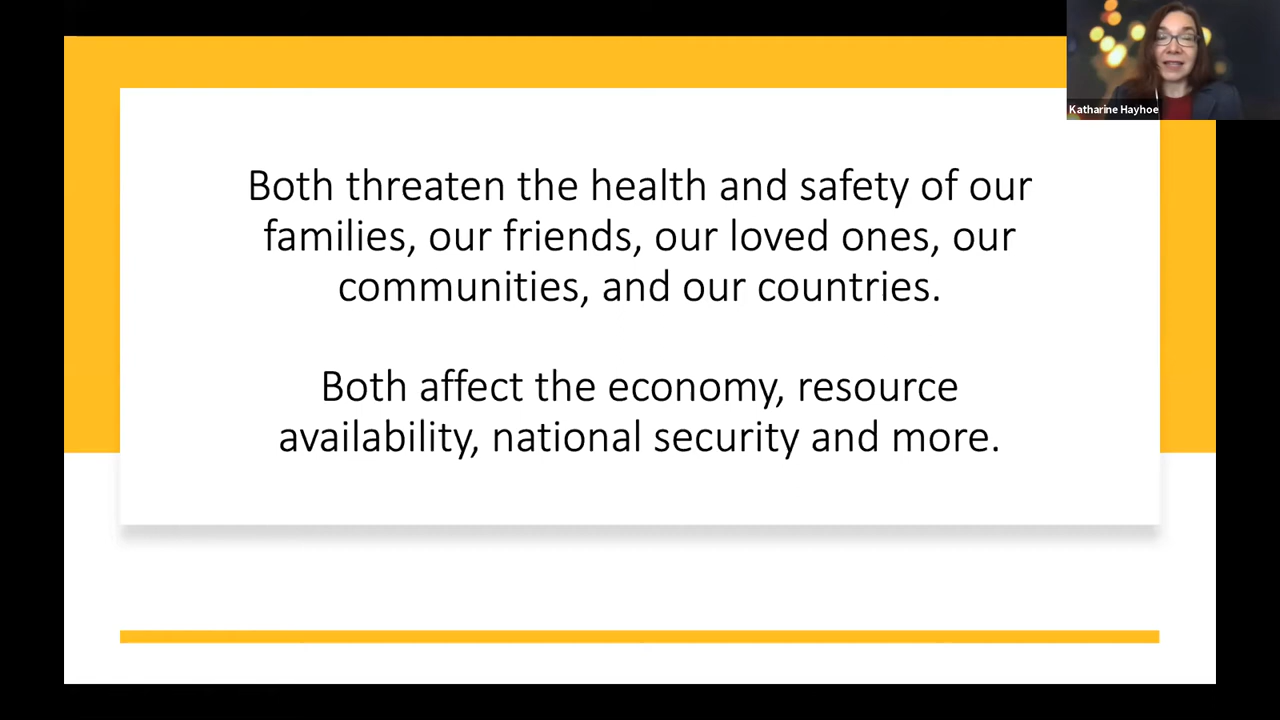 Katharine Hayhoe
Both threaten the health and safety of our
families, our friends, our loved ones, our
communities, and our countries.
Both affect the economy, resource
availability, national security and more.